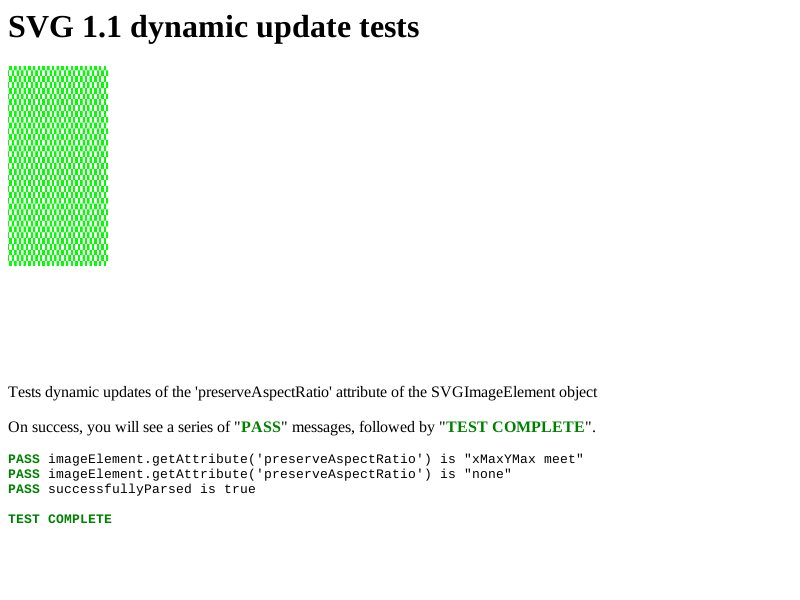 SVG 1.1 dynamic update tests
Tests dynamic updates of the 'preserveAspectRatio' attribute of the SVGImageElement object
On success, you will see a series of "PASS" messages, followed by "TEST COMPLETE".
PASS imageElement.getAttribute('preserveAspectRatio') is "xMaxYMax meet"
PASS imageElement.getAttribute('preserveAspectRatio') is "none"
PASS successfullyParsed is true
TEST COMPLETE